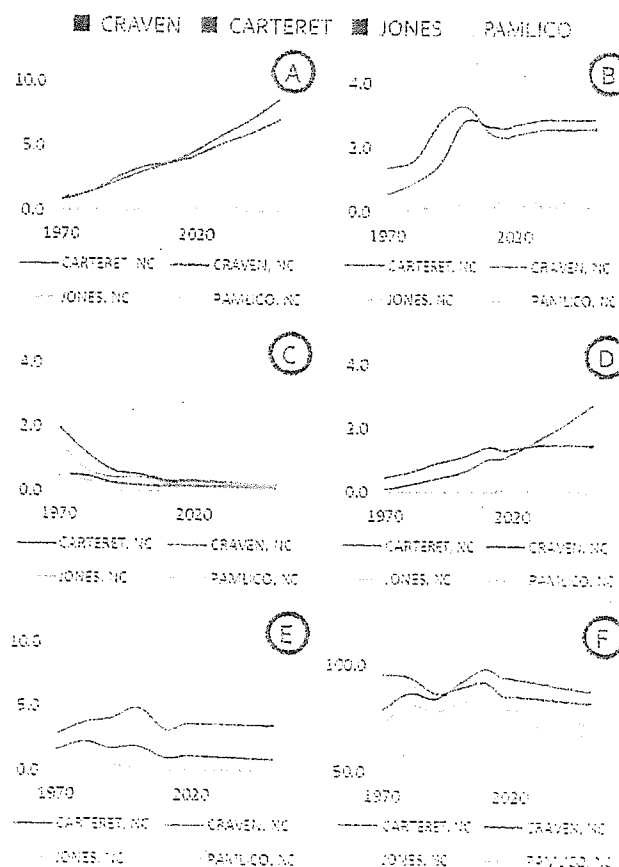 CRAVEN CARTERET JONES PAMLICO
A
10.0
5.0
0.0
1970 2020
CARTERET, NC CRAVEN, NC
JONES, NC PAMLICO, NC
B
4.0
2.0
0.0
1970 2020
CARTERET, NC CRAVEN, NC
JONES, NC PAMLICO, NC
C
4.0
2.0
0.0
1970 2020
CARTERET, NC CRAVEN, NC
JONES, NC PAMLICO, NC
D
4.0
2.0
0.0
1970 2020
CARTERET, NC CRAVEN, NC
JONES, NC PAMLICO, NC
E
10.0
5.0
0.0
1970 2020
CARTERET, NC CRAVEN, NC
JONES, NC PAMLICO, NC
F
100.0
50.0
1970 2020
CARTERET, NC CRAVEN, NC
JONES, NC PAMLICO, NC